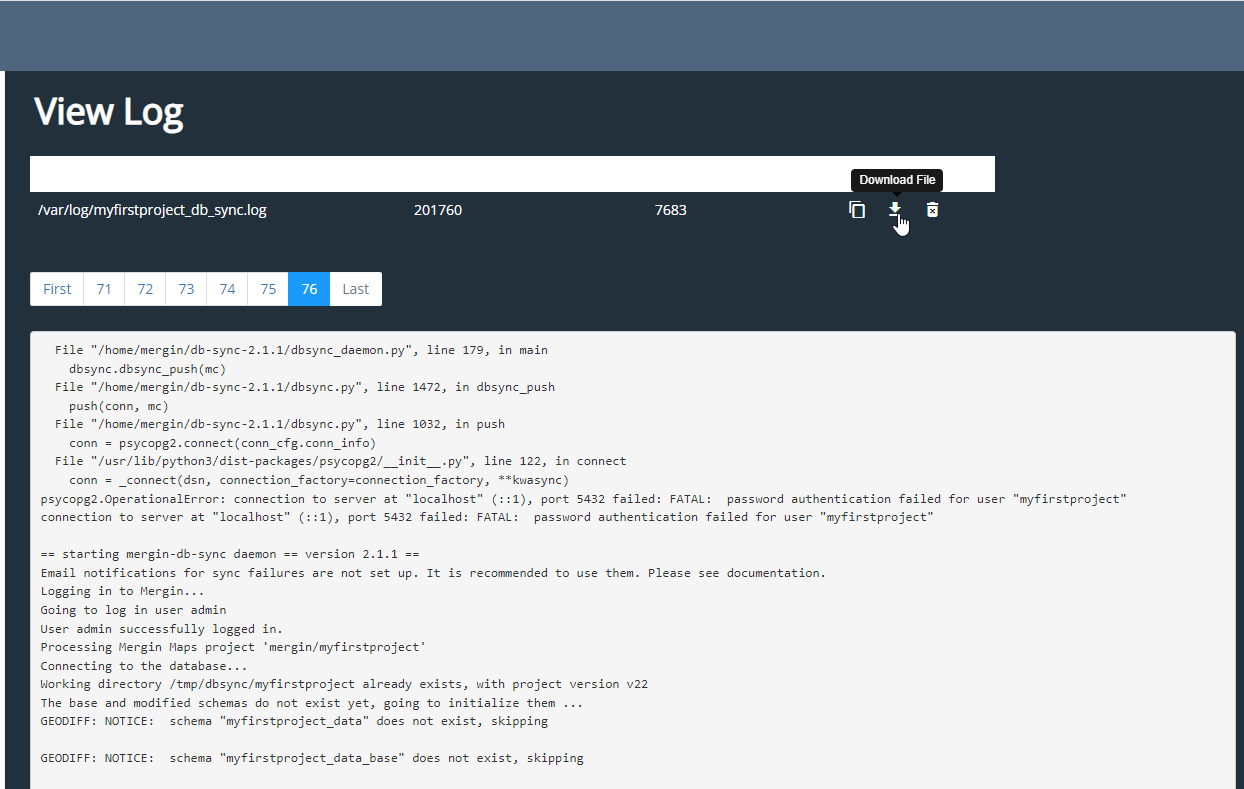 View Log
Download File
/var/log/myfirstproject_db_sync.log 201760 7683
First 71 72 73 74 75 76 Last
File "/home/mergin/db-sync-2.1.1/dbsync_daemon.py", line 179, in main
dbsync.dbsync_push(mc)
File "/home/mergin/db-sync-2.1.1/dbsync.py", line 1472, in dbsync_push
push(conn, mc)
File "/home/mergin/db-sync-2.1.1/dbsync.py", line 1032, in push
conn = psycopg2.connect(conn_cfg.conn_info)
File "/usr/lib/python3/dist-packages/psycopg2/__init__.py", line 122, in connect
conn = _connect(dsn, connection_factory=connection_factory, **kwasync)
psycopg2.OperationalError: connection to server at "localhost" (::1), port 5432 failed: FATAL:  password authentication failed for user "myfirstproject"
connection to server at "localhost" (::1), port 5432 failed: FATAL:  password authentication failed for user "myfirstproject"
== starting mergin-db-sync daemon == version 2.1.1 ==
Email notifications for sync failures are not set up. It is recommended to use them. Please see documentation.
Logging in to Mergin...
Going to log in user admin
User admin successfully logged in.
Processing Mergin Maps project 'mergin/myfirstproject'
Connecting to the database...
Working directory /tmp/dbsync/myfirstproject already exists, with project version v22
The base and modified schemas do not exist yet, going to initialize them ...
GEODIFF: NOTICE:  schema "myfirstproject_data" does not exist, skipping
GEODIFF: NOTICE:  schema "myfirstproject_data_base" does not exist, skipping